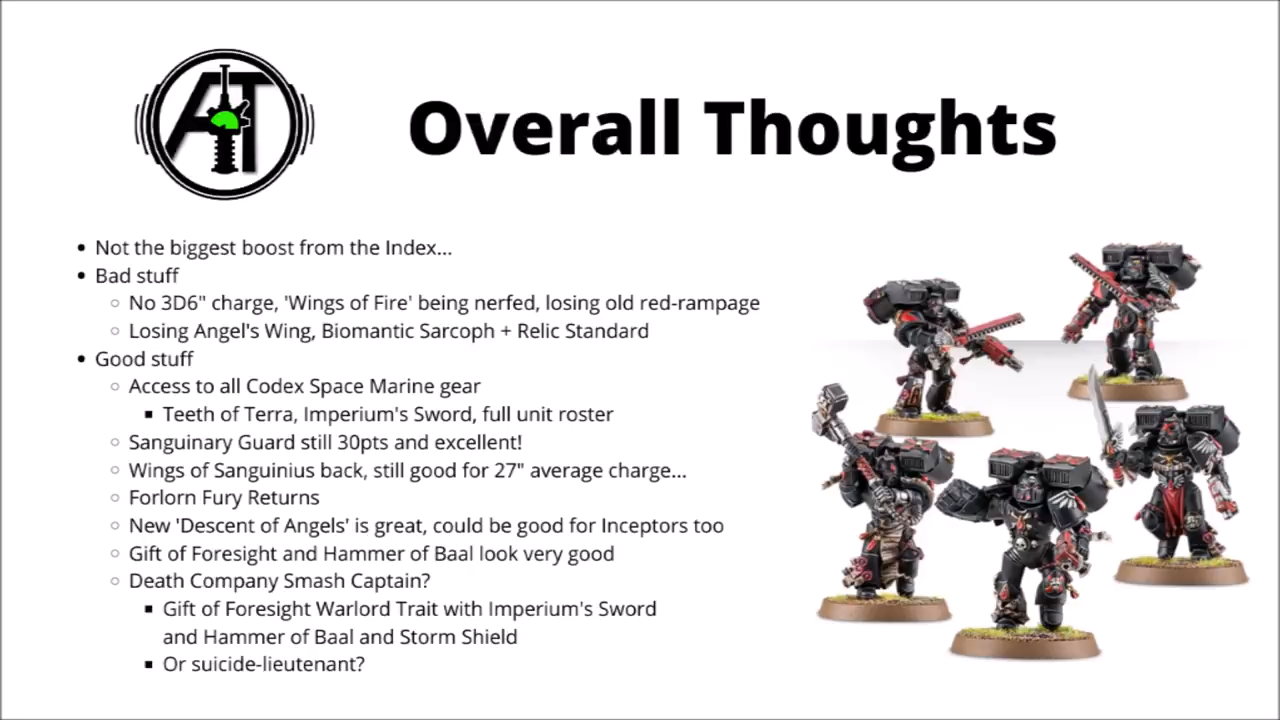 AT
Overall Thoughts
Not the biggest boost from the Index...
Bad stuff
No 3D6" charge, 'Wings of Fire' being nerfed, losing old red-rampage
Losing Angel's Wing, Biomantic Sarcoph + Relic Standard
Good stuff
Access to all Codex Space Marine gear
Teeth of Terra, Imperium's Sword, full unit roster
Sanguinary Guard still 30pts and excellent!
Wings of Sanguinius back, still good for 27" average charge...
Forlorn Fury Returns
New 'Descent of Angels' is great, could be good for Inceptors too
Gift of Foresight and Hammer of Baal look very good
Death Company Smash Captain?
Gift of Foresight Warlord Trait with Imperium's Sword
and Hammer of Baal and Storm Shield
Or suicide-lieutenant?